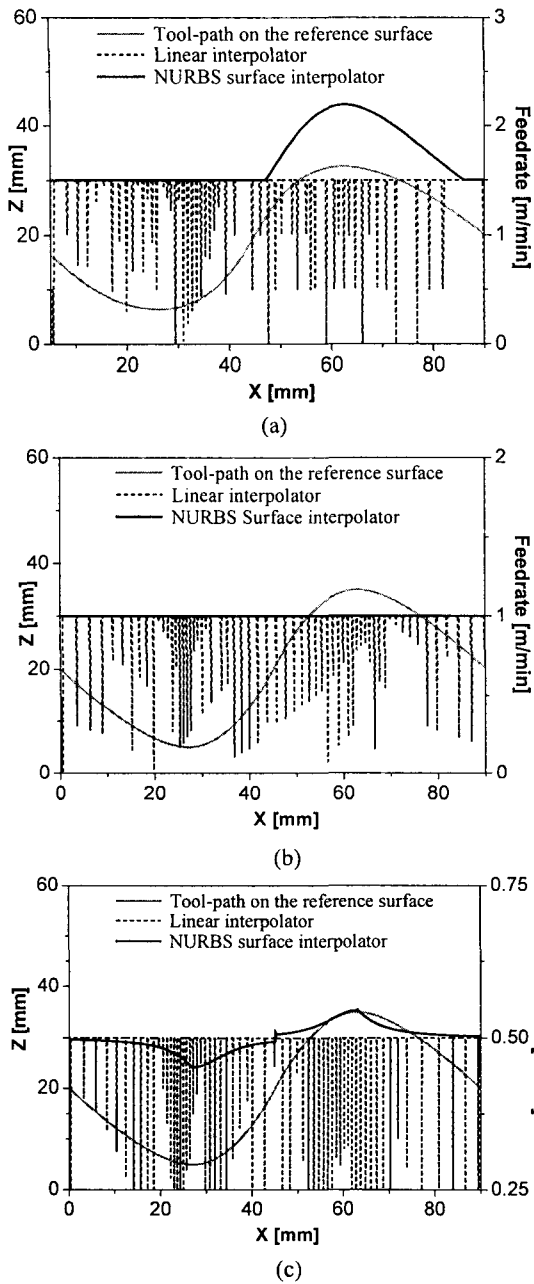 60
40
20
0
Z [mm]
Tool-path on the reference surface
Linear interpolator
NURBS surface interpolator
3
2
1
0
Feedrate [m/min]
20 40 60 80
X [mm]
(a)
60
40
20
0
Z [mm]
Tool-path on the reference surface
Linear interpolator
NURBS Surface interpolator
2
1
0
Feedrate [m/min]
0 20 40 60 80
X [mm]
(b)
60
40
20
0
Z [mm]
Tool-path on the reference surface
Linear interpolator
NURBS surface interpolator
0.75
0.50
0.25
0 20 40 60 80
X [mm]
(c)